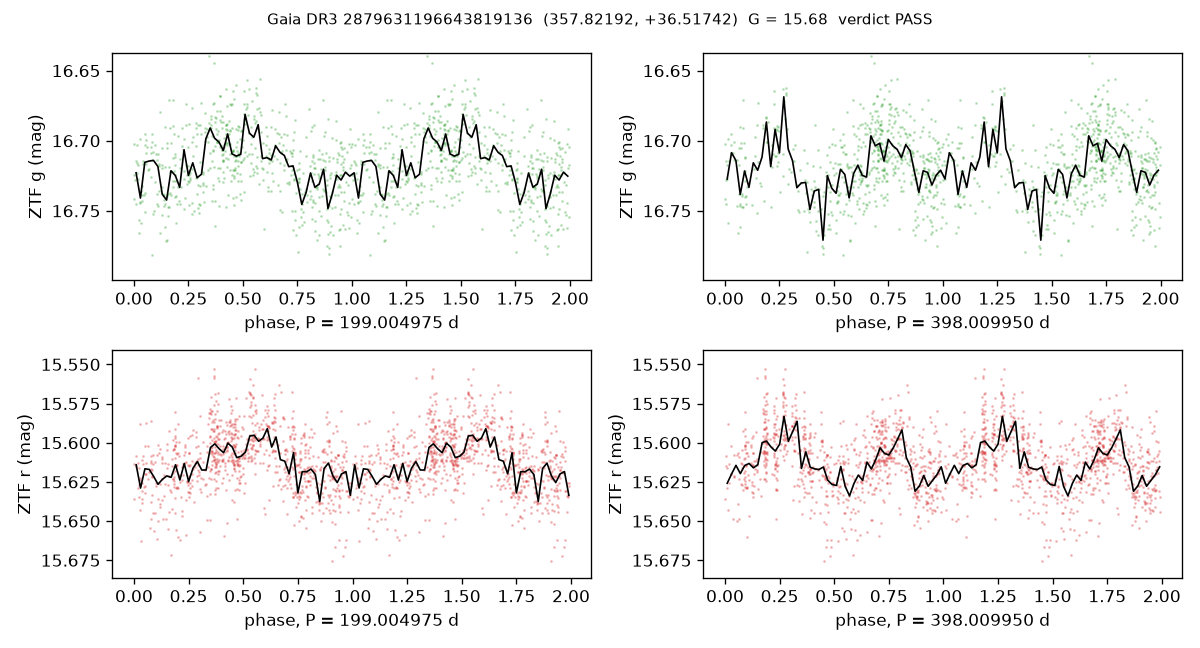 Gaia DR3 2879631196643819136  (357.82192, +36.51742)  G = 15.68  verdict PASS
ZTF g (mag)
16.65
16.70
16.75
0.00 0.25 0.50 0.75 1.00 1.25 1.50 1.75 2.00
phase, P = 199.004975 d
ZTF g (mag)
16.65
16.70
16.75
0.00 0.25 0.50 0.75 1.00 1.25 1.50 1.75 2.00
phase, P = 398.009950 d
ZTF r (mag)
15.550
15.575
15.600
15.625
15.650
15.675
0.00 0.25 0.50 0.75 1.00 1.25 1.50 1.75 2.00
phase, P = 199.004975 d
ZTF r (mag)
15.550
15.575
15.600
15.625
15.650
15.675
0.00 0.25 0.50 0.75 1.00 1.25 1.50 1.75 2.00
phase, P = 398.009950 d